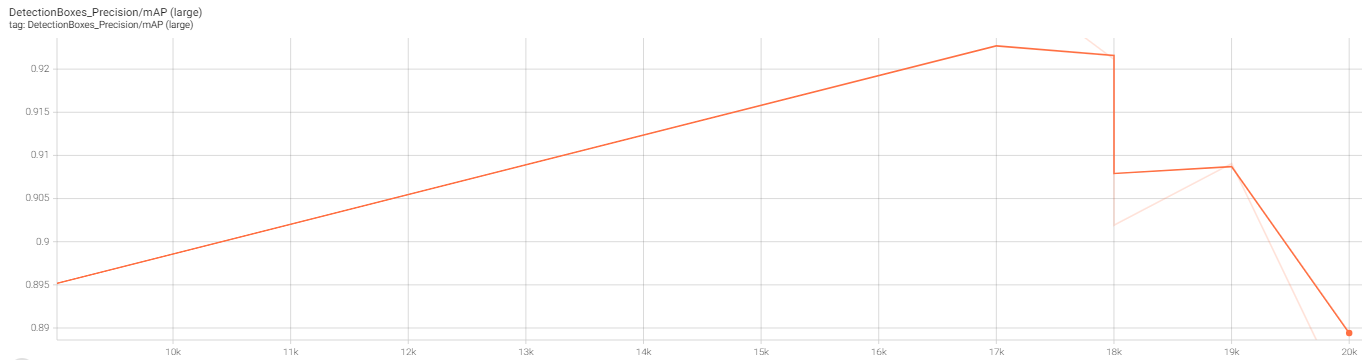 DetectionBoxes_Precision/mAP (large)
tag: DetectionBoxes_Precision/mAP (large)
0.92
0.915
0.91
0.905
0.9
0.895
0.89
10k 11k 12k 13k 14k 15k 16k 17k 18k 19k 20k